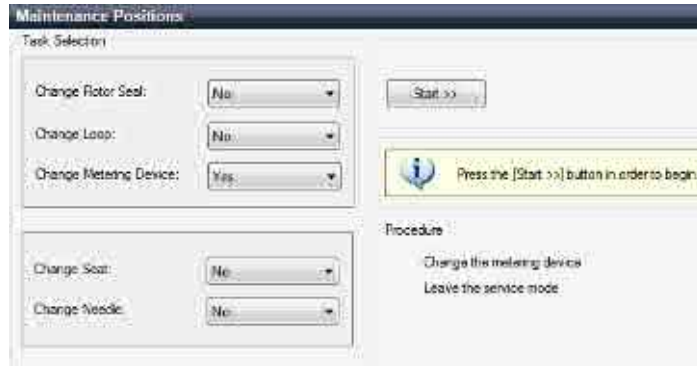 Maintenance Positions
Task Selection
Change Rotor Seal:
No
Start >>
Change Loop:
No
Change Metering Device:
Yes
Press the [Start >>] button in order to begin
Procedure
Change the metering device
Leave the service mode
Change Seat:
No
Change Needle:
No